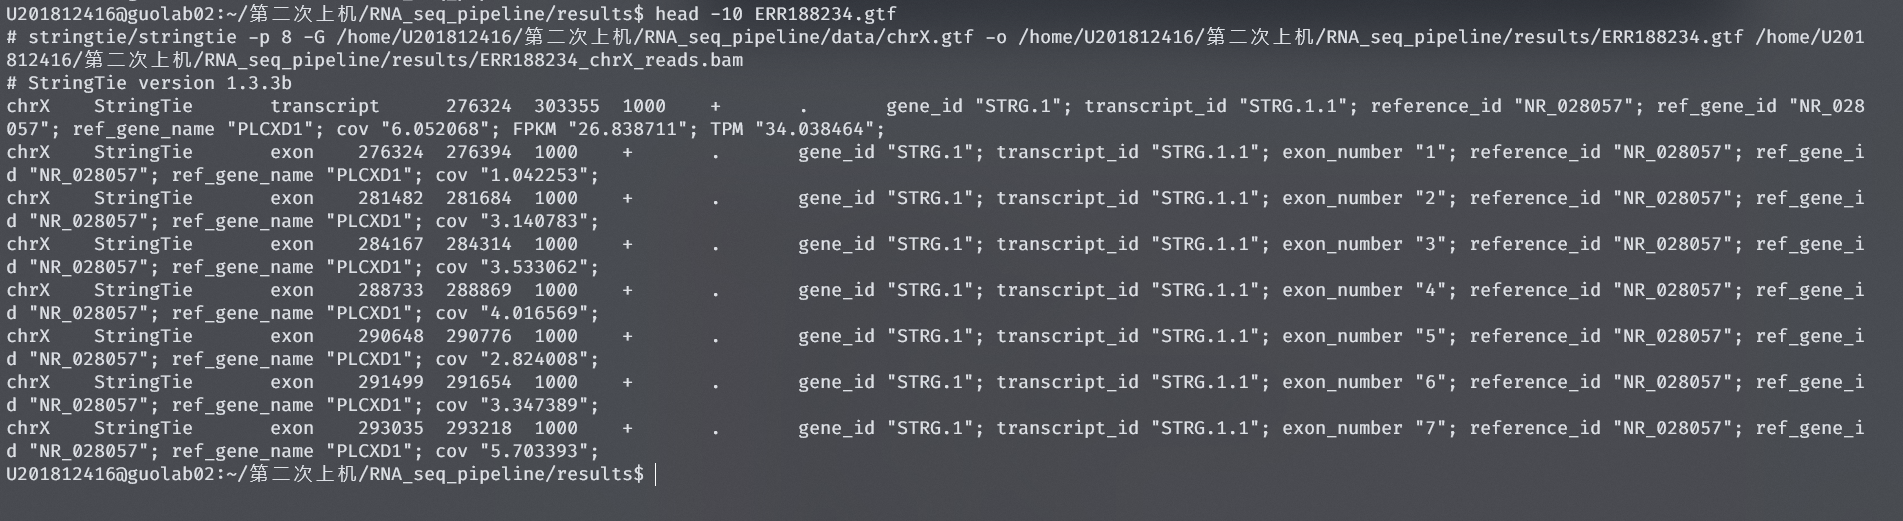 U201812416@guolab02:~/第二次上机/RNA_seq_pipeline/results$ head -10 ERR188234.gtf
# stringtie/stringtie -p 8 -G /home/U201812416/第二次上机/RNA_seq_pipeline/data/chrX.gtf -o /home/U201812416/第二次上机/RNA_seq_pipeline/results/ERR188234.gtf /home/U201
812416/第二次上机/RNA_seq_pipeline/results/ERR188234_chrX_reads.bam
# StringTie version 1.3.3b
chrX    StringTie       transcript      276324  303355  1000    +       .       gene_id "STRG.1"; transcript_id "STRG.1.1"; reference_id "NR_028057"; ref_gene_id "NR_028
057"; ref_gene_name "PLCXD1"; cov "6.052068"; FPKM "26.838711"; TPM "34.038464";
chrX    StringTie       exon    276324  276394  1000    +       .       gene_id "STRG.1"; transcript_id "STRG.1.1"; exon_number "1"; reference_id "NR_028057"; ref_gene_i
d "NR_028057"; ref_gene_name "PLCXD1"; cov "1.042253";
chrX    StringTie       exon    281482  281684  1000    +       .       gene_id "STRG.1"; transcript_id "STRG.1.1"; exon_number "2"; reference_id "NR_028057"; ref_gene_i
d "NR_028057"; ref_gene_name "PLCXD1"; cov "3.140783";
chrX    StringTie       exon    284167  284314  1000    +       .       gene_id "STRG.1"; transcript_id "STRG.1.1"; exon_number "3"; reference_id "NR_028057"; ref_gene_i
d "NR_028057"; ref_gene_name "PLCXD1"; cov "3.533062";
chrX    StringTie       exon    288733  288869  1000    +       .       gene_id "STRG.1"; transcript_id "STRG.1.1"; exon_number "4"; reference_id "NR_028057"; ref_gene_i
d "NR_028057"; ref_gene_name "PLCXD1"; cov "4.016569";
chrX    StringTie       exon    290648  290776  1000    +       .       gene_id "STRG.1"; transcript_id "STRG.1.1"; exon_number "5"; reference_id "NR_028057"; ref_gene_i
d "NR_028057"; ref_gene_name "PLCXD1"; cov "2.824008";
chrX    StringTie       exon    291499  291654  1000    +       .       gene_id "STRG.1"; transcript_id "STRG.1.1"; exon_number "6"; reference_id "NR_028057"; ref_gene_i
d "NR_028057"; ref_gene_name "PLCXD1"; cov "3.347389";
chrX    StringTie       exon    293035  293218  1000    +       .       gene_id "STRG.1"; transcript_id "STRG.1.1"; exon_number "7"; reference_id "NR_028057"; ref_gene_i
d "NR_028057"; ref_gene_name "PLCXD1"; cov "5.703393";
U201812416@guolab02:~/第二次上机/RNA_seq_pipeline/results$